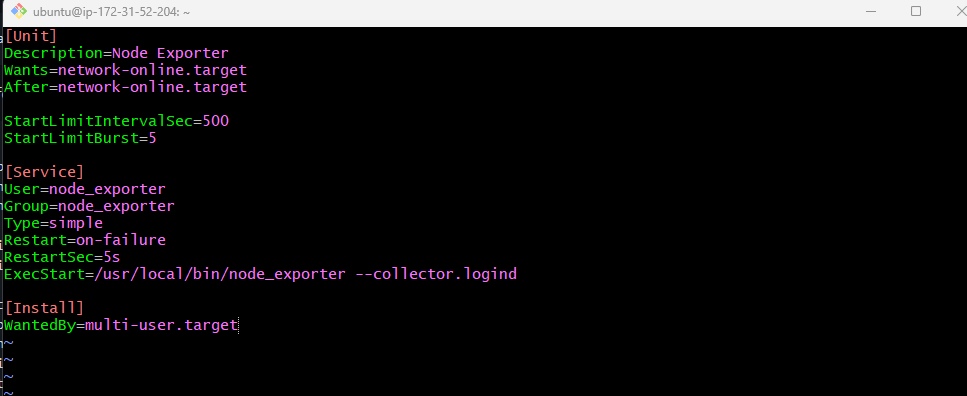 ubuntu@ip-172-31-52-204: ~
[Unit]
Description=Node Exporter
Wants=network-online.target
After=network-online.target
StartLimitIntervalSec=500
StartLimitBurst=5
[Service]
User=node_exporter
Group=node_exporter
Type=simple
Restart=on-failure
RestartSec=5s
ExecStart=/usr/local/bin/node_exporter --collector.logind
[Install]
WantedBy=multi-user.target
~
~
~
~